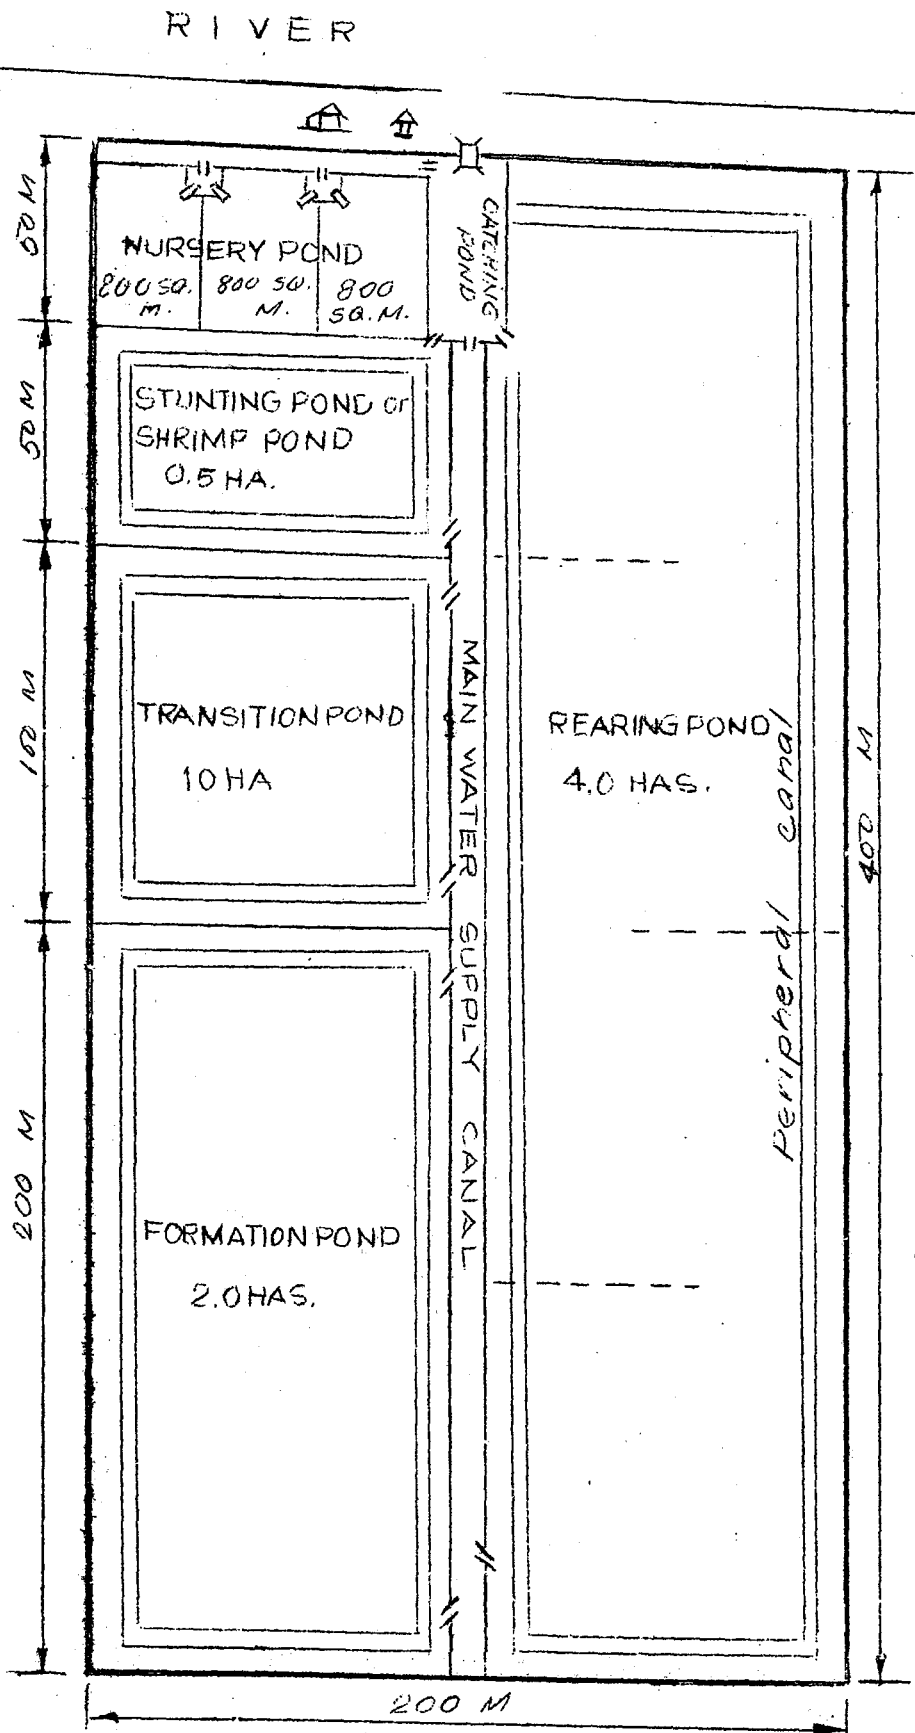 RIVER
50 M
NURSERY POND
800 SQ.
m.
800 SQ.
M.
800
SQ.M.
CATCHING
POND
50 M
STUNTING POND or
SHRIMP POND
0.5 HA.
100 M
TRANSITION POND
10 HA
MAIN WATER SUPPLY CANAL
REARING POND
4.0 HAS.
Peripheral canal
400 M
200 M
FORMATION POND
2.0 HAS.
200 M